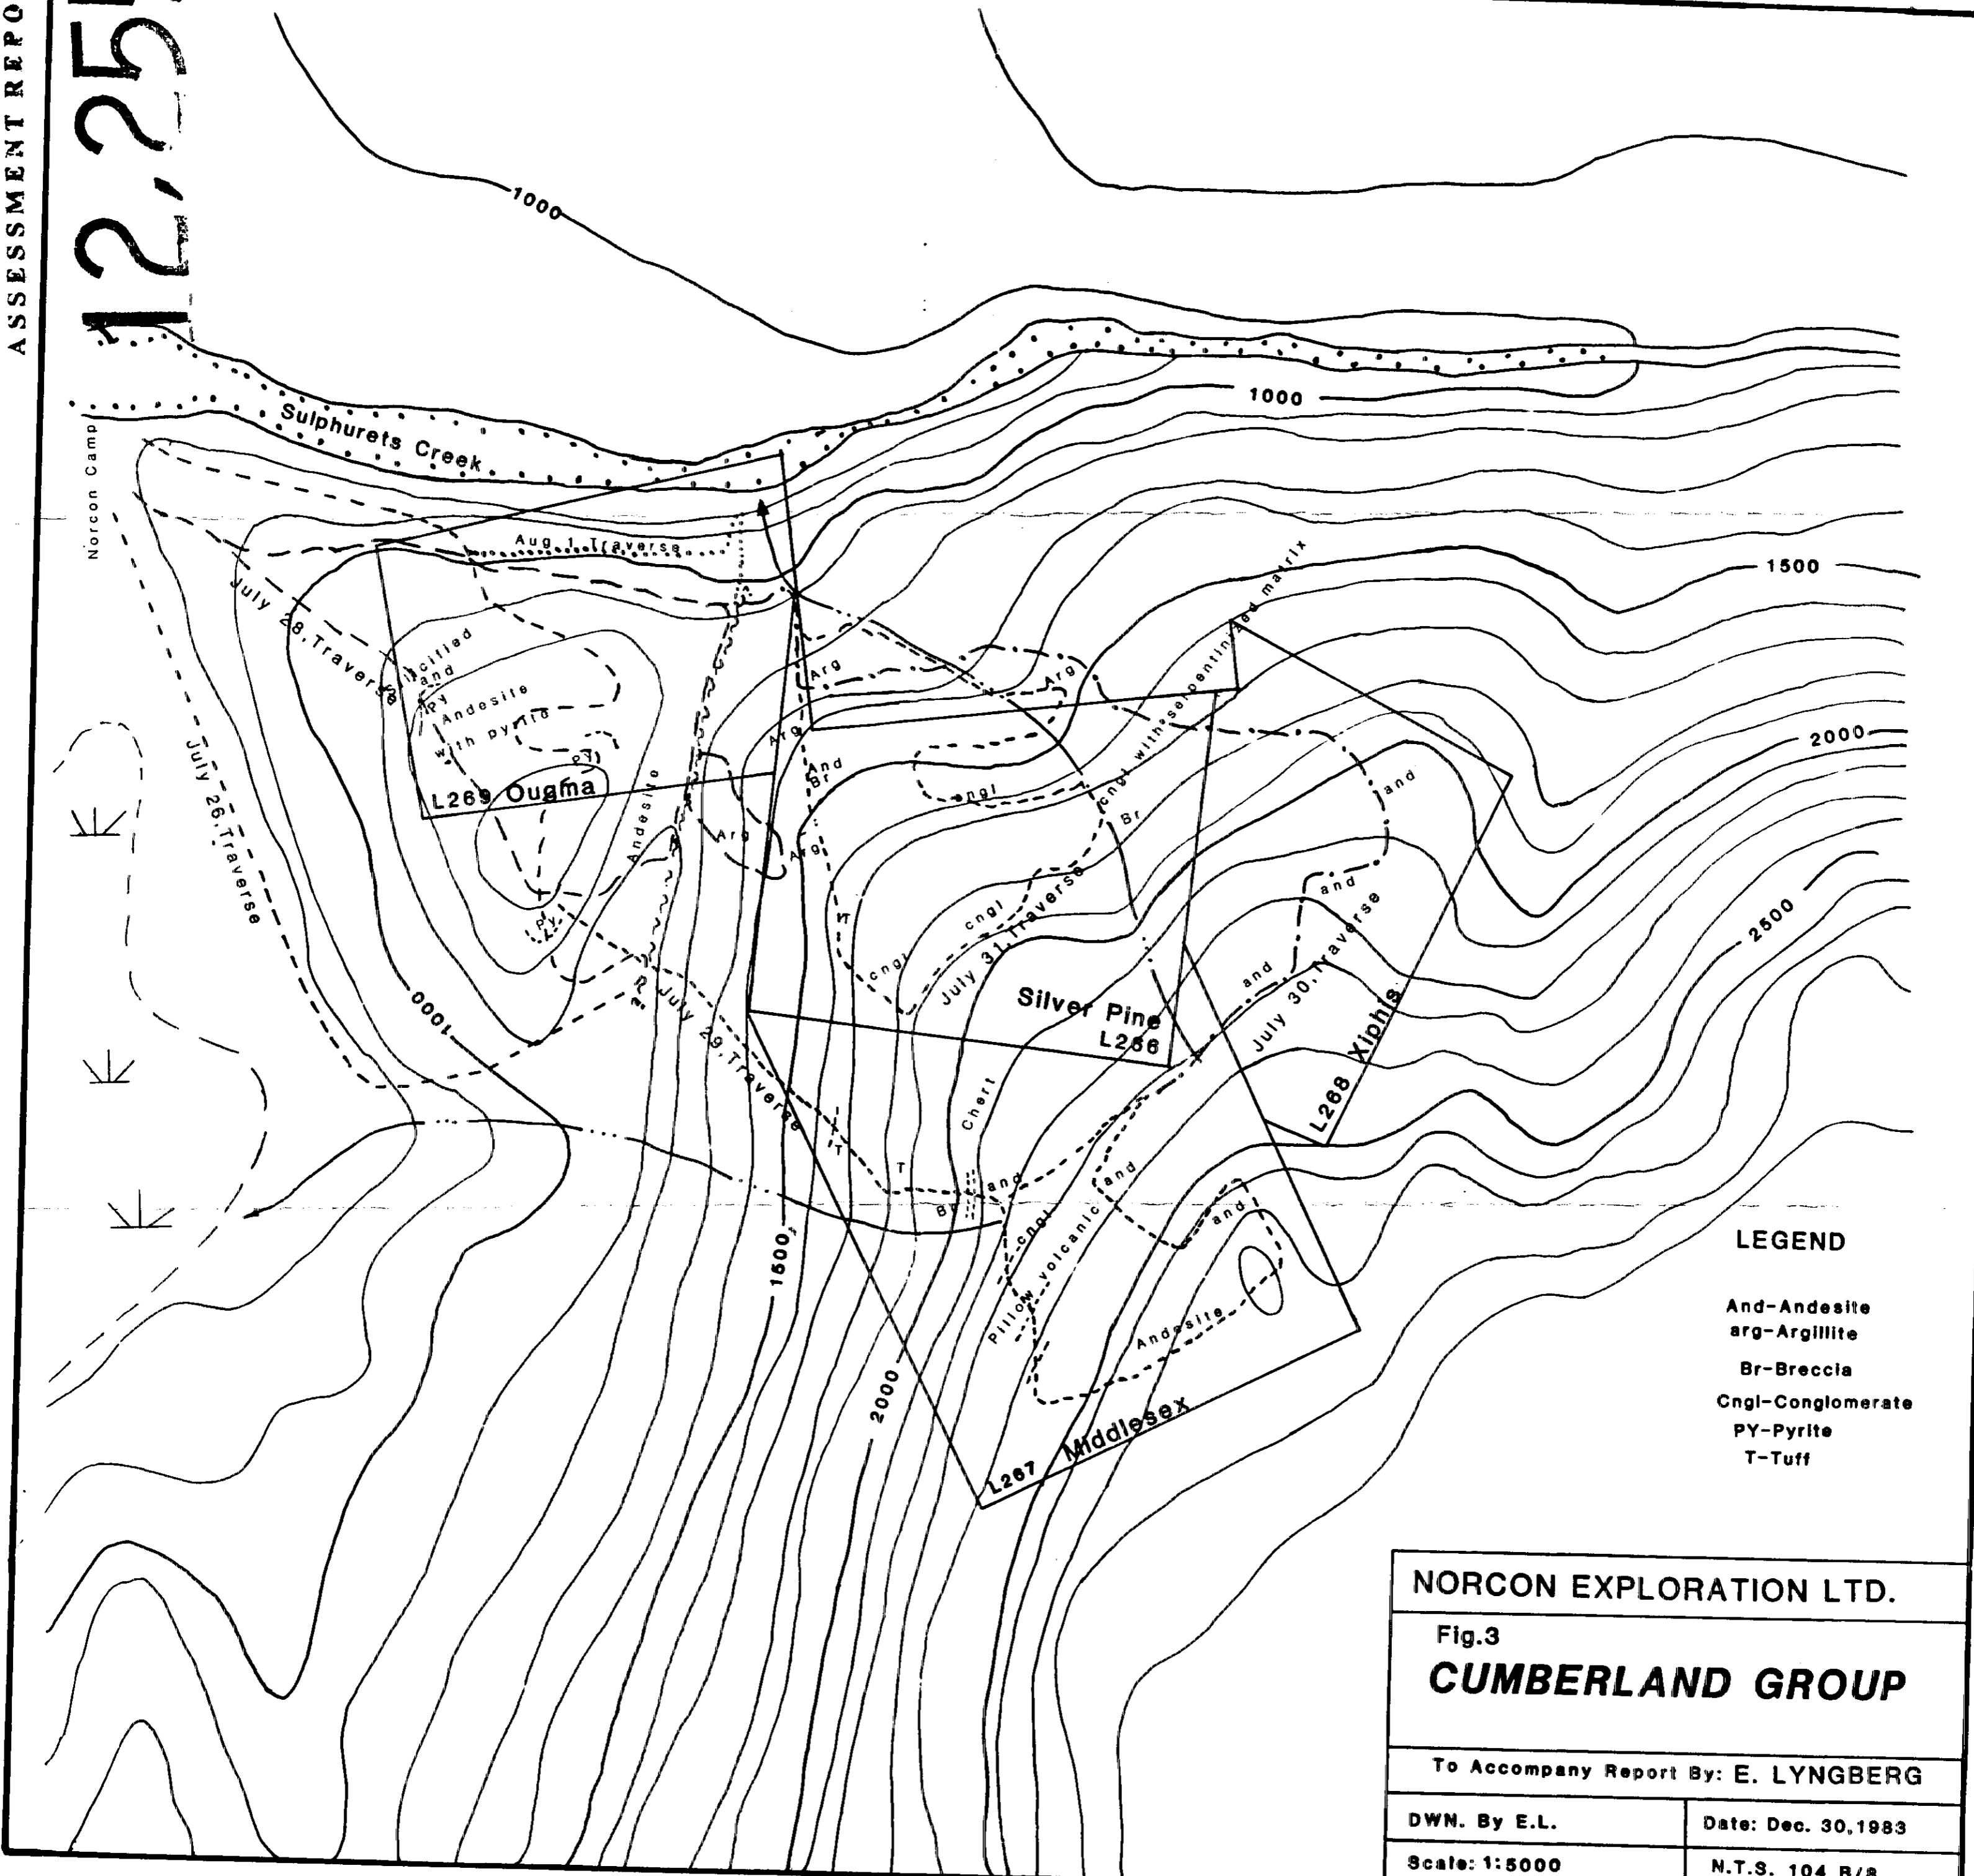 ASSESSMENT REPO
12,25
1000
Sulphurets Creek
1000
Norcon Camp
Aug 1 Traverse
1500
July 28, Traverse
and
Py
Andesite
with pyrite
Arg
Arg
cngl with serpentinized matrix
2000
July 26, Traverse
Arg
And
Br
PY
L269 Ougma
Andesite
cngl
Br
and
Arg
Arg
and
Py
T
cngl
cngl
July 31, Traverse
and
July 30, Traverse
2500
1000
July 29, Traverse
Silver Pine
L266
L268 Xiphis
Chert
T
T
and
Br
cngl
and
and
Pillow volcanic
Andesite
1500
2000
L267 Middlesex
LEGEND
And-Andesite
arg-Argillite
Br-Breccia
Cngl-Conglomerate
PY-Pyrite
T-Tuff
NORCON EXPLORATION LTD.
Fig.3
CUMBERLAND GROUP
To Accompany Report By: E. LYNGBERG
DWN. By E.L.
Date: Dec. 30,1983
Scale: 1:5000
N.T.S. 104 B/8